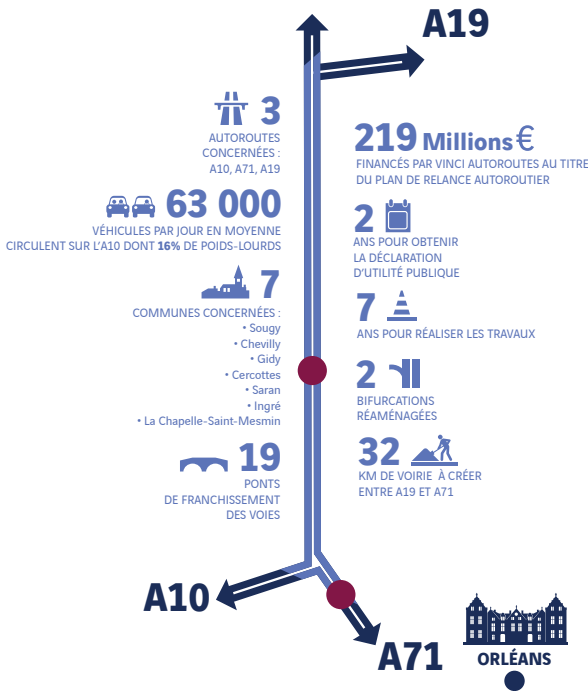 A19
3
AUTOROUTES
CONCERNÉES :
A10, A71, A19
63 000
VÉHICULES PAR JOUR EN MOYENNE
CIRCULENT SUR L'A10 DONT 16% DE POIDS-LOURDS
7
COMMUNES CONCERNÉES :
• Sougy
• Chevilly
• Gidy
• Cercottes
• Saran
• Ingré
• La Chapelle-Saint-Mesmin
19
PONTS
DE FRANCHISSEMENT
DES VOIES
219 Millions €
FINANCÉS PAR VINCI AUTOROUTES AU TITRE
DU PLAN DE RELANCE AUTOROUTIER
2
ANS POUR OBTENIR
LA DÉCLARATION
D'UTILITÉ PUBLIQUE
7
ANS POUR RÉALISER LES TRAVAUX
2
BIFURCATIONS
RÉAMÉNAGÉES
32
KM DE VOIRIE À CRÉER
ENTRE A19 ET A71
A10
A71
ORLÉANS